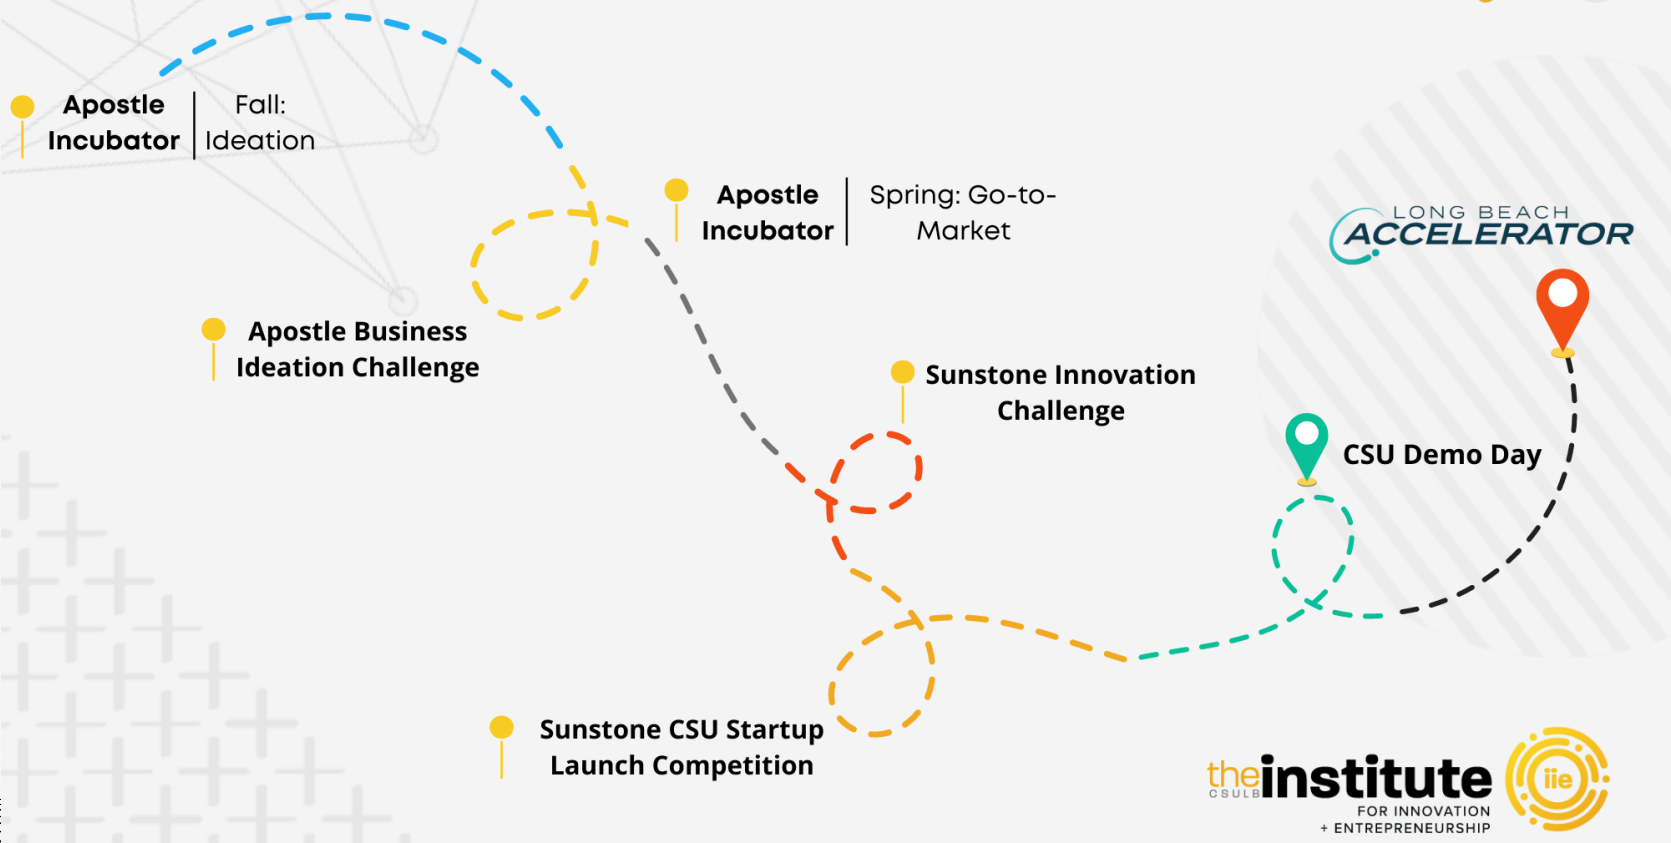 Apostle
Incubator
Fall:
Ideation
Apostle
Incubator
Spring: Go-to-
Market
LONG BEACH
ACCELERATOR
Apostle Business
Ideation Challenge
Sunstone Innovation
Challenge
CSU Demo Day
Sunstone CSU Startup
Launch Competition
theinstitute
CSULB
iie
FOR INNOVATION
+ ENTREPRENEURSHIP